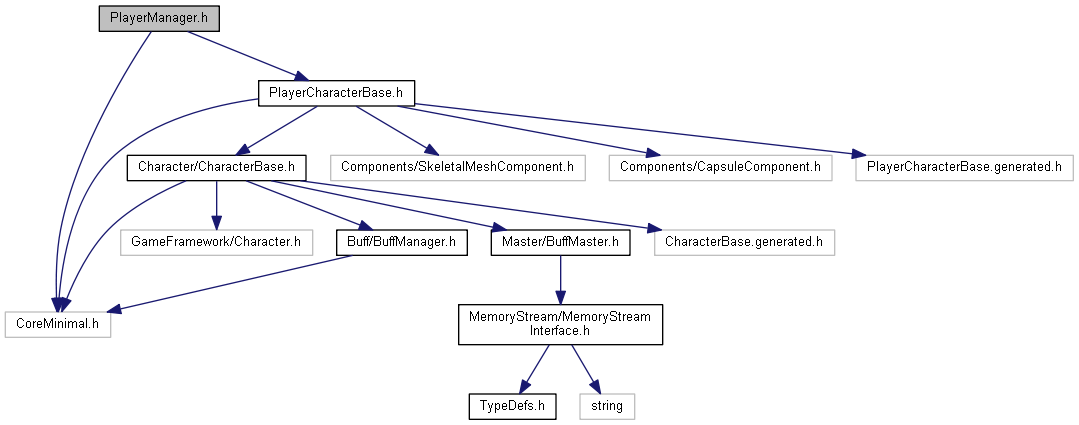 PlayerManager.h
PlayerCharacterBase.h
Character/CharacterBase.h
Components/SkeletalMeshComponent.h
Components/CapsuleComponent.h
PlayerCharacterBase.generated.h
GameFramework/Character.h
Buff/BuffManager.h
Master/BuffMaster.h
CharacterBase.generated.h
CoreMinimal.h
MemoryStream/MemoryStream
Interface.h
TypeDefs.h
string